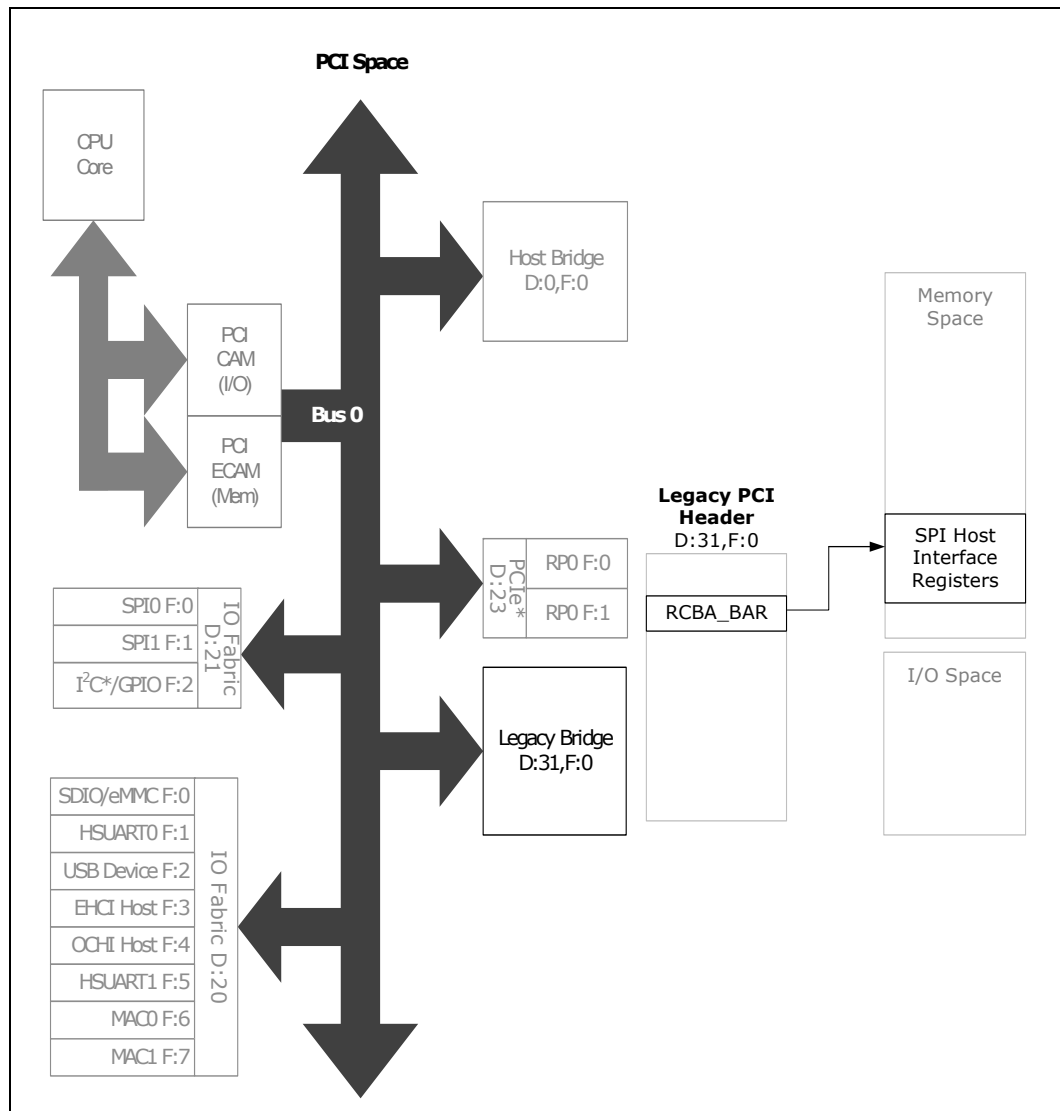 PCI Space
CPU
Core
Host Bridge
D:0,F:0
Memory
Space
PCI
CAM
(I/O)
Bus 0
PCI
ECAM
(Mem)
Legacy PCI
Header
D:31,F:0
SPI Host
Interface
Registers
PCIe*
D:23
RP0 F:0
RP0 F:1
RCBA_BAR
SPI0 F:0
SPI1 F:1
I²C*/GPIO F:2
IO Fabric
D:21
I/O Space
Legacy Bridge
D:31,F:0
SDIO/eMMC F:0
HSUART0 F:1
USB Device F:2
EHCI Host F:3
OCHI Host F:4
HSUART1 F:5
MAC0 F:6
MAC1 F:7
IO Fabric D:20